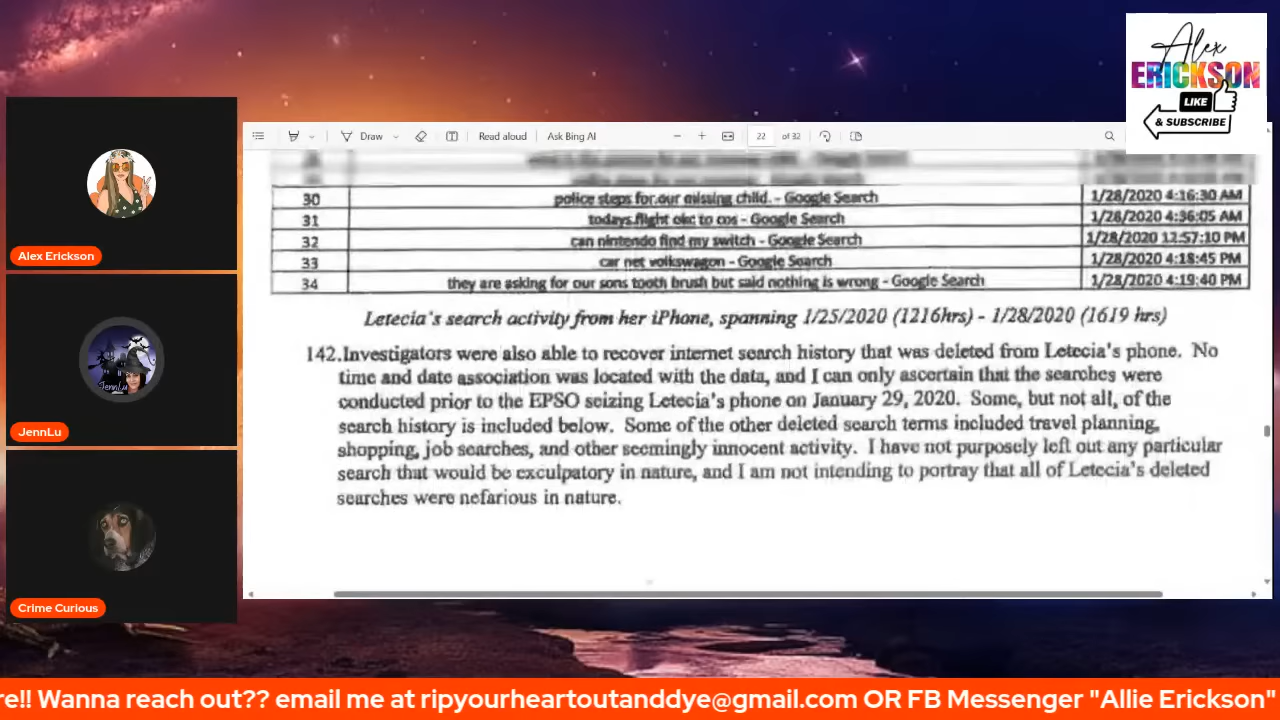 Alex
ERICKSON
LIKE
& SUBSCRIBE
Draw
Read aloud
Ask Bing AI
22
of 32
30 police steps for our missing child. - Google Search 1/28/2020 4:16:30 AM
31 todays flight okc to cos - Google Search 1/28/2020 4:36:05 AM
32 can nintendo find my switch - Google Search 1/28/2020 12:57:10 PM
33 car net volkswagon - Google Search 1/28/2020 4:18:45 PM
34 they are asking for our sons tooth brush but said nothing is wrong - Google Search 1/28/2020 4:19:40 PM
Letecia's search activity from her iPhone, spanning 1/25/2020 (1216hrs) - 1/28/2020 (1619 hrs)
142.Investigators were also able to recover internet search history that was deleted from Letecia's phone. No
time and date association was located with the data, and I can only ascertain that the searches were
conducted prior to the EPSO seizing Letecia's phone on January 29, 2020. Some, but not all, of the
search history is included below. Some of the other deleted search terms included travel planning,
shopping, job searches, and other seemingly innocent activity. I have not purposely left out any particular
search that would be exculpatory in nature, and I am not intending to portray that all of Letecia's deleted
searches were nefarious in nature.
Alex Erickson
JennLu
JennLu
Crime Curious
re!! Wanna reach out?? email me at ripyourheartoutanddye@gmail.com OR FB Messenger "Allie Erickson"